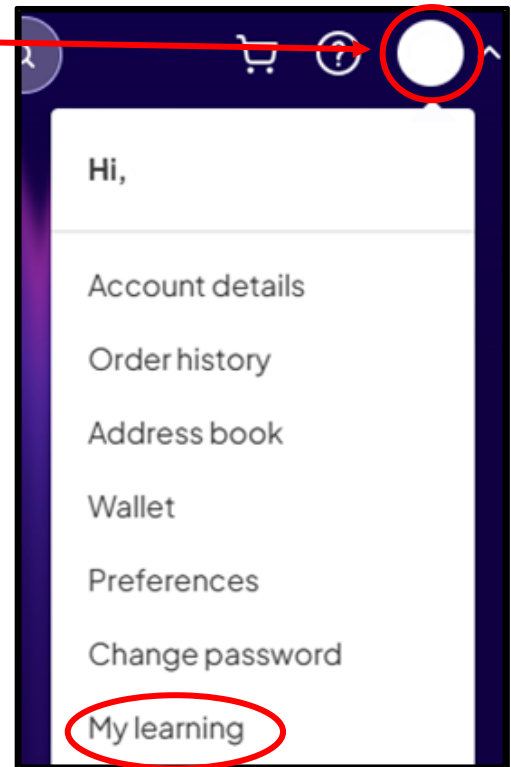 ?
Hi,
Account details
Order history
Address book
Wallet
Preferences
Change password
My learning